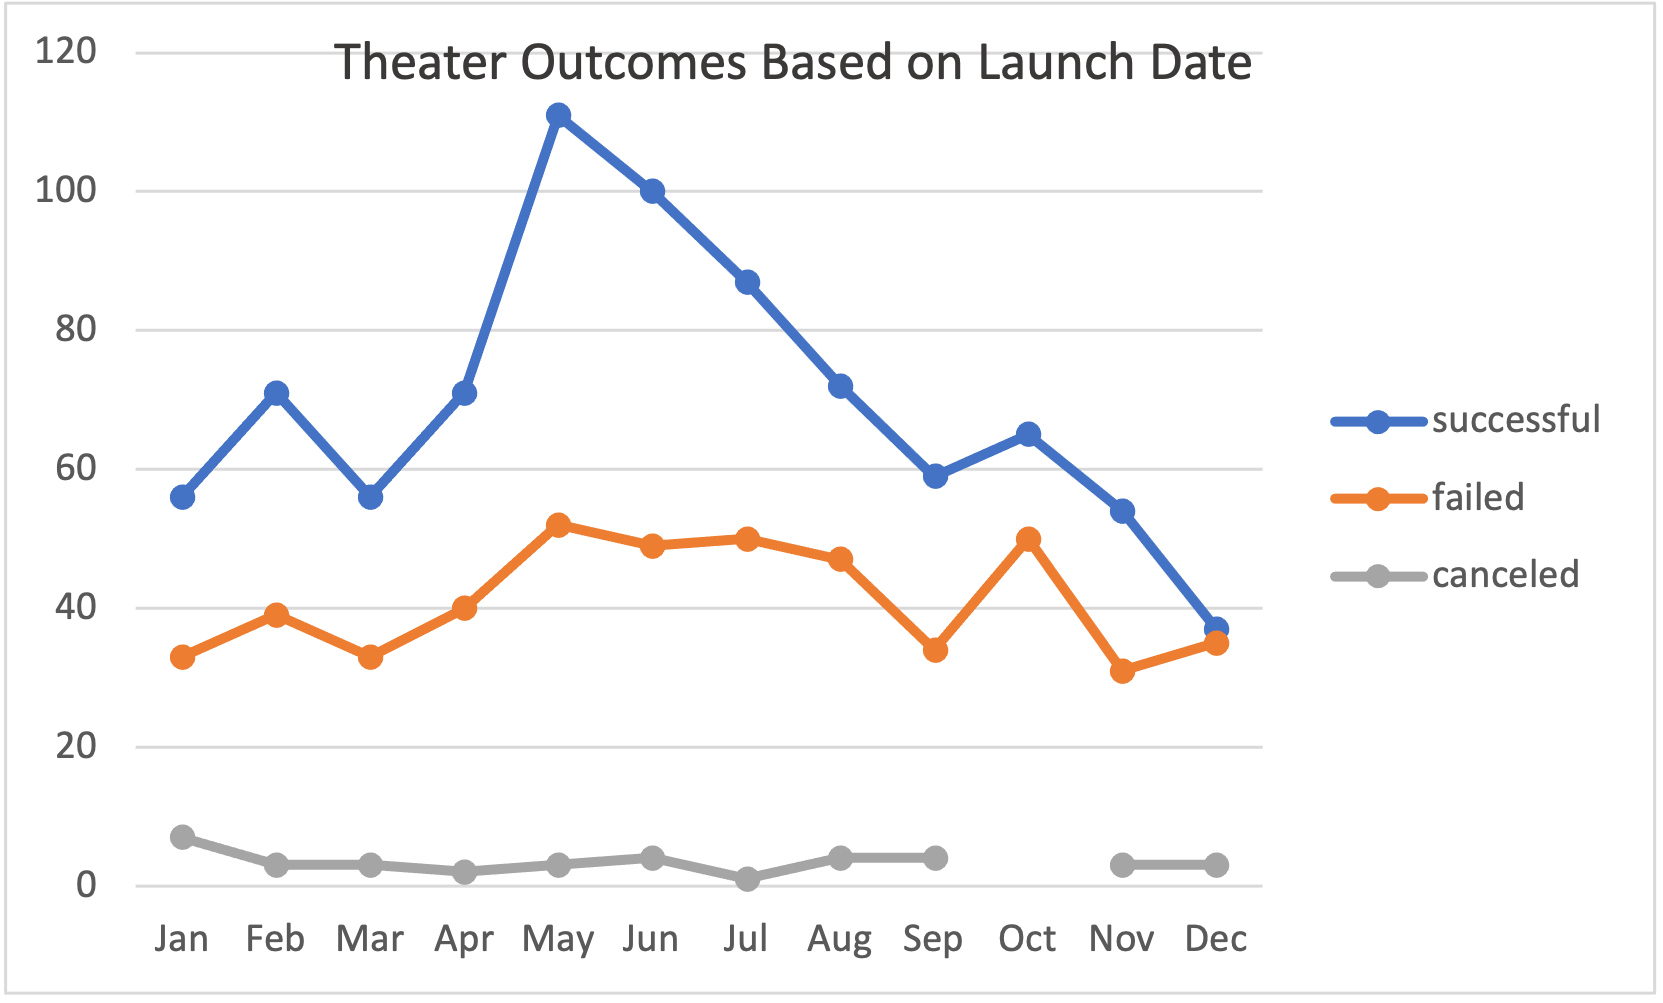 Theater Outcomes Based on Launch Date
120
100
80
60
40
20
0
Jan Feb Mar Apr May Jun Jul Aug Sep Oct Nov Dec
successful
failed
canceled